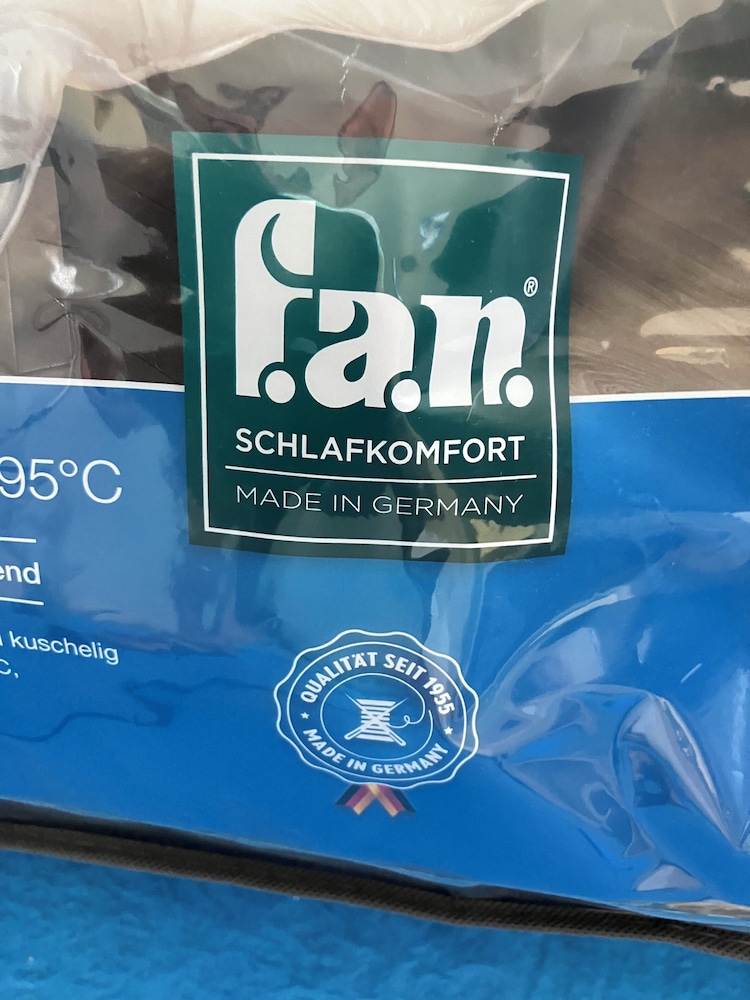 f.a.n.®
SCHLAFKOMFORT
MADE IN GERMANY
95°C
end
kuschelig
C,
QUALITÄT SEIT 1955
MADE IN GERMANY